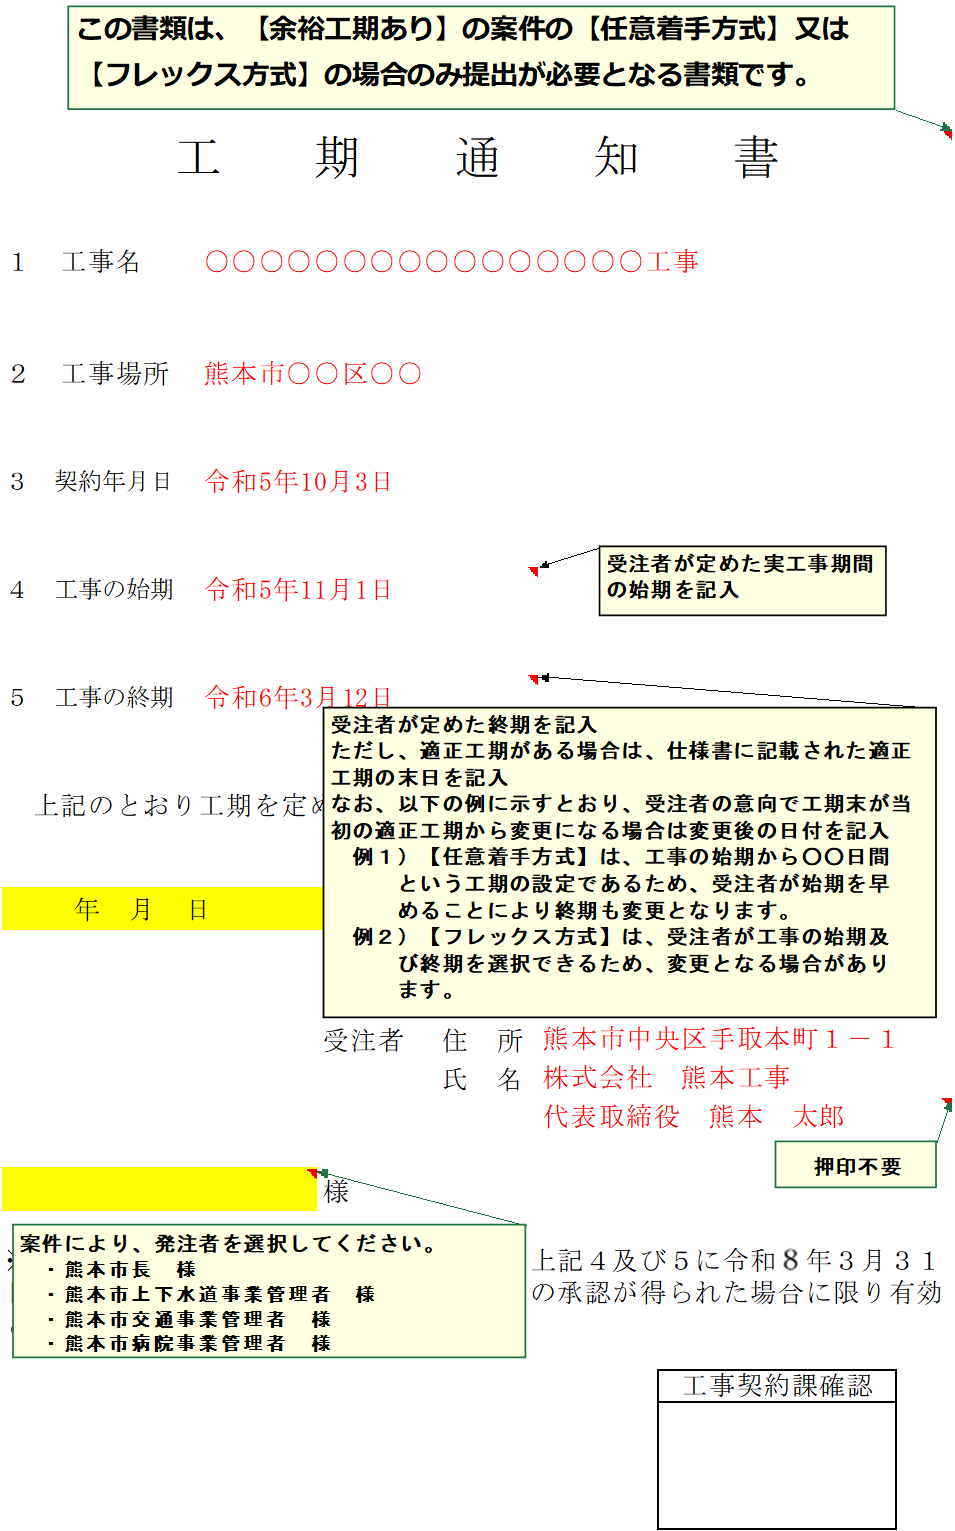 この書類は、【余裕工期あり】の案件の【任意着手方式】又は
【フレックス方式】の場合のみ提出が必要となる書類です。
工　期　通　知　書
1　工事名　〇〇〇〇〇〇〇〇〇〇〇〇〇〇〇〇工事
2　工事場所　熊本市〇〇区〇〇
3　契約年月日　令和5年10月3日
4　工事の始期　令和5年11月1日
受注者が定めた実工事期間
の始期を記入
5　工事の終期　令和6年3月12日
受注者が定めた終期を記入
ただし、適正工期がある場合は、仕様書に記載された適正
工期の末日を記入
なお、以下の例に示すとおり、受注者の意向で工期末が当
初の適正工期から変更になる場合は変更後の日付を記入
例１）【任意着手方式】は、工事の始期から〇〇日間
という工期の設定であるため、受注者が始期を早
めることにより終期も変更となります。
例２）【フレックス方式】は、受注者が工事の始期及
び終期を選択できるため、変更となる場合があり
ます。
上記のとおり工期を定め
年　月　日
受注者　住　所　熊本市中央区手取本町１－１
氏　名　株式会社　熊本工事
代表取締役　熊本　太郎
押印不要
様
案件により、発注者を選択してください。
・熊本市長　様
・熊本市上下水道事業管理者　様
・熊本市交通事業管理者　様
・熊本市病院事業管理者　様
上記４及び５に令和８年３月３１
の承認が得られた場合に限り有効
工事契約課確認